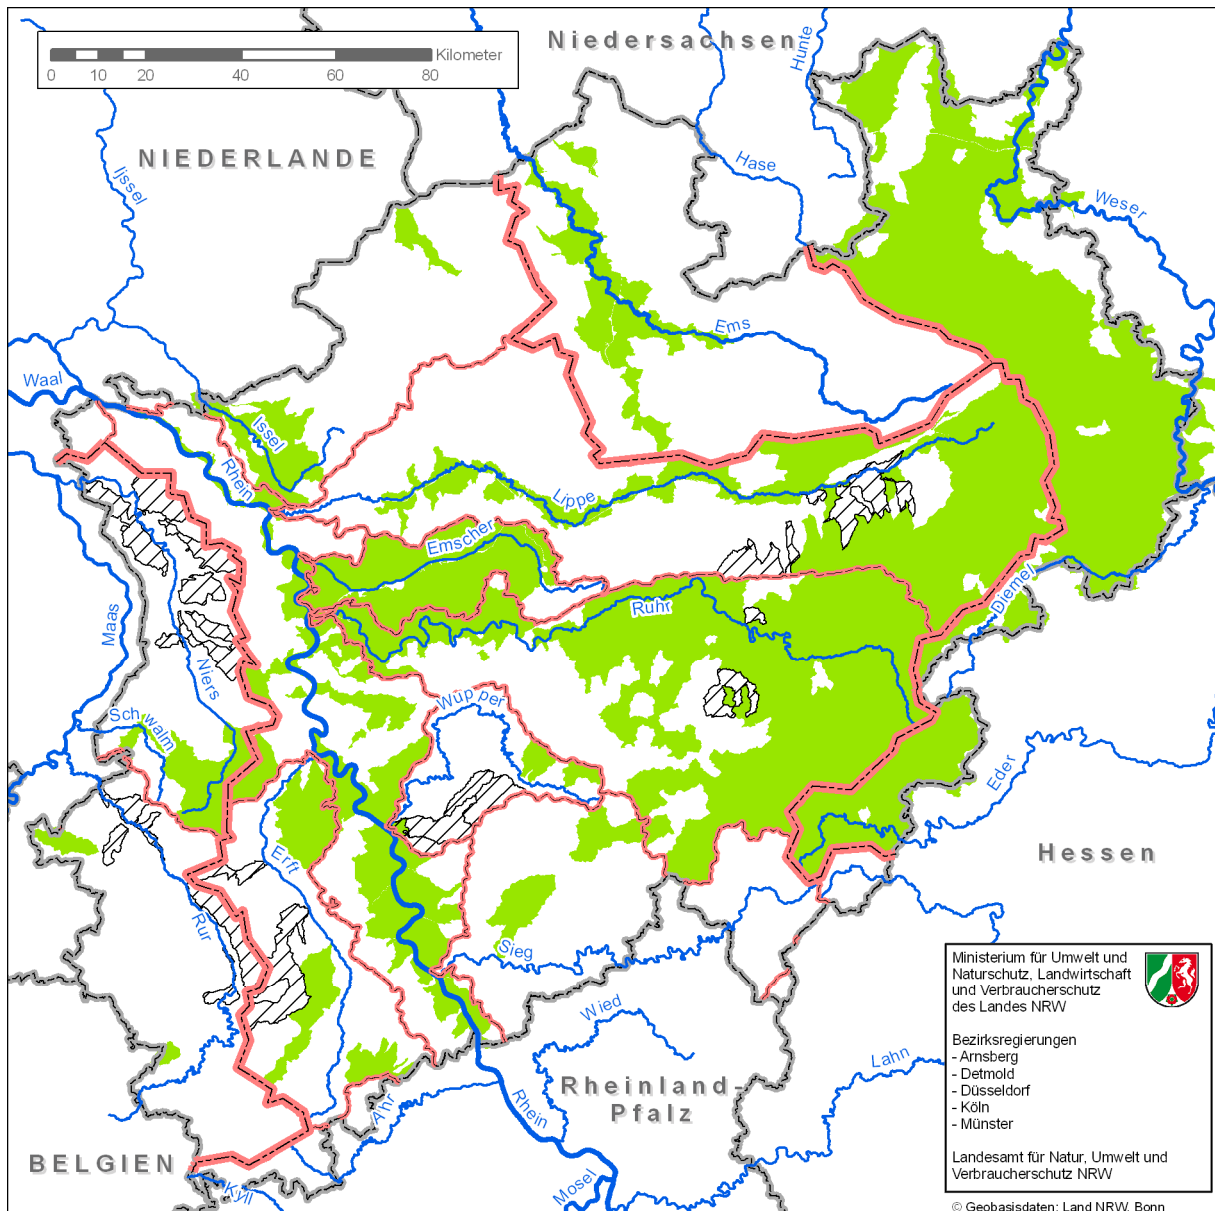 Niedersachsen
Hunte
Kilometer
0 10 20 40 60 80
NIEDERLANDE
Ijssel
Hase
Weser
Ems
Waal
Issel
Rhein
Lippe
Emscher
Ruhr
Diemel
Maas
Niers
Wupper
Schwalm
Eder
Erft
Hessen
Rur
Sieg
Wied
Lahn
Rheinland-
Pfalz
Ahr
Rhein
BELGIEN
Kyll
Mosel
Ministerium für Umwelt und
Naturschutz, Landwirtschaft
und Verbraucherschutz
des Landes NRW
Bezirksregierungen
- Arnsberg
- Detmold
- Düsseldorf
- Köln
- Münster
Landesamt für Natur, Umwelt und
Verbraucherschutz NRW
© Geobasisdaten: Land NRW, Bonn